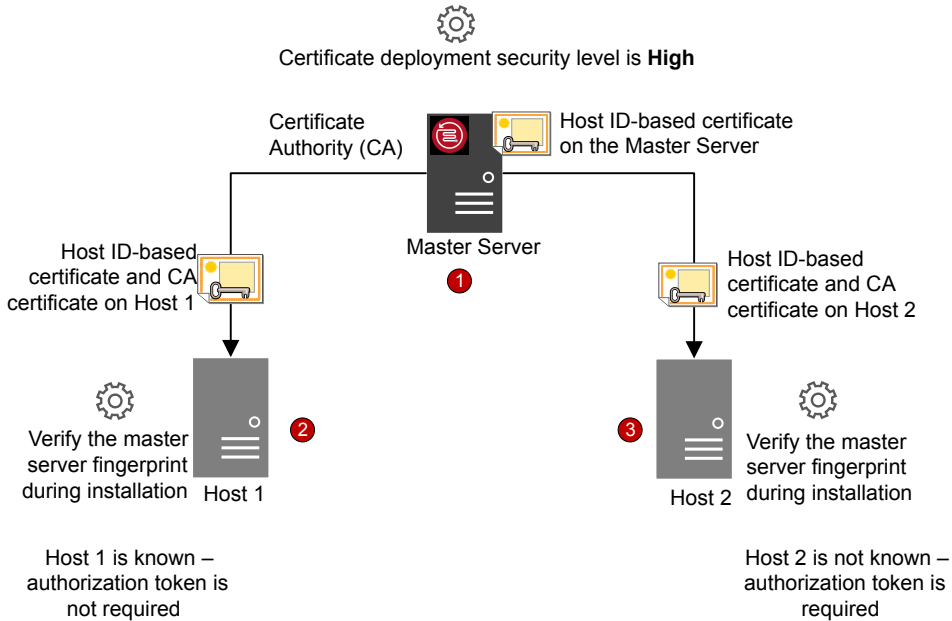 Certificate deployment security level is High
Certificate
Authority (CA)
Host ID-based certificate
on the Master Server
Master Server
1
Host ID-based
certificate and CA
certificate on Host 1
Host ID-based
certificate and CA
certificate on Host 2
Verify the master
server fingerprint
during installation
Host 1
2
3
Host 2
Verify the master
server fingerprint
during installation
Host 1 is known –
authorization token is
not required
Host 2 is not known –
authorization token is
required